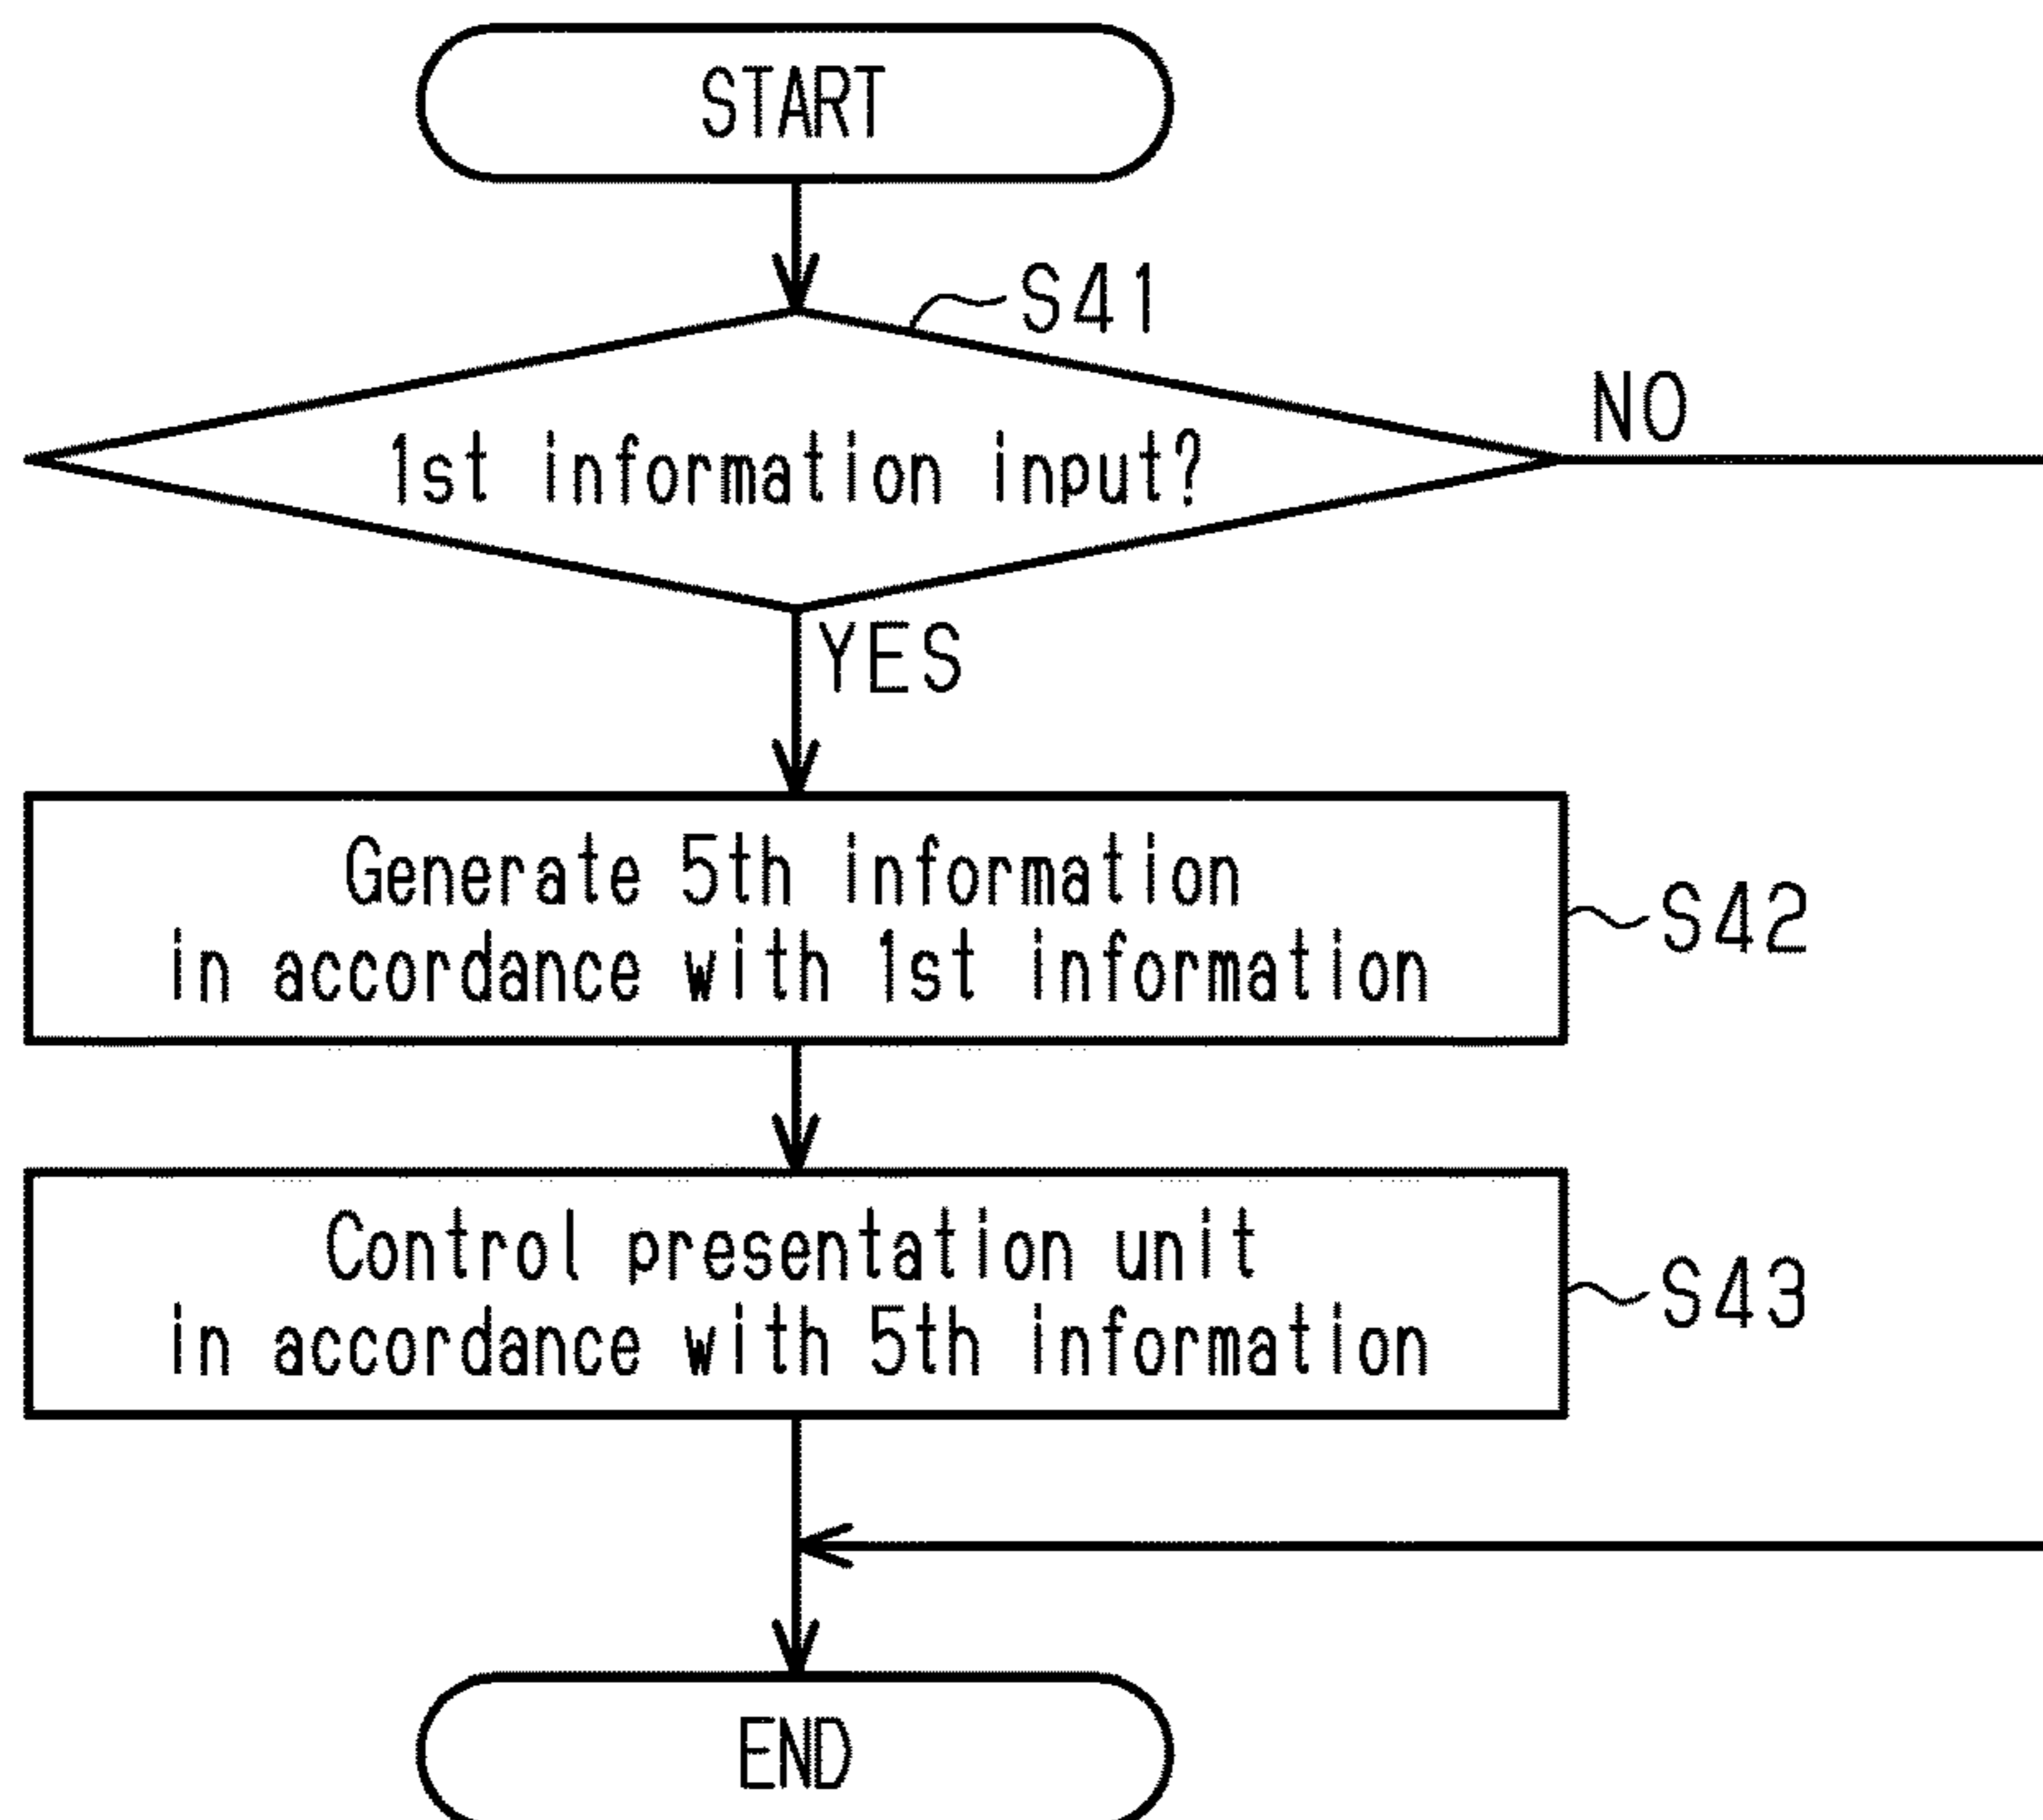 START
S41
1st information input?
NO
YES
Generate 5th information
in accordance with 1st information
S42
Control presentation unit
in accordance with 5th information
S43
END